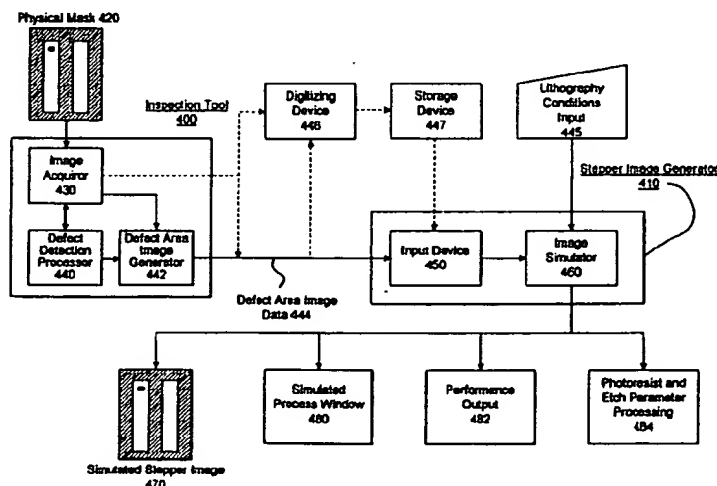 Physical Mask 420
Inspection Tool
400
Image
Acquiror
430
Defect
Detection
Processor
440
Defect Area
Image
Generator
442
Digitizing
Device
446
Storage
Device
447
Lithography
Conditions
Input
445
Stepper Image Generator
410
Input Device
450
Image
Simulator
460
Defect Area Image
Data 444
Simulated Stepper Image
470
Simulated
Process Window
480
Performance
Output
482
Photoresist and
Etch Parameter
Processing
484